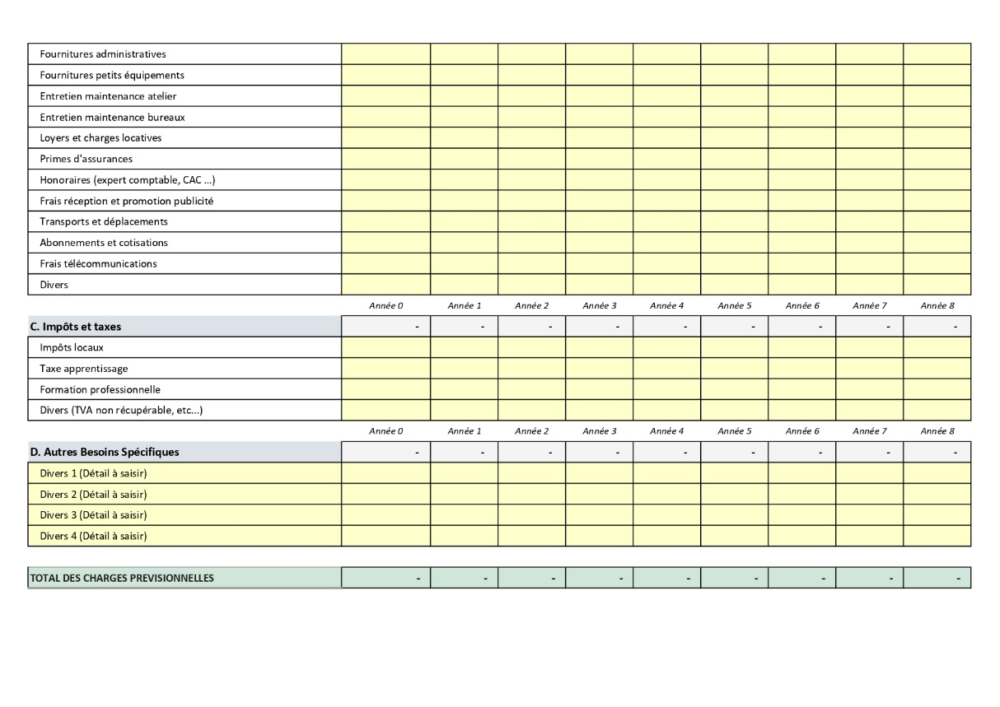 Fournitures administratives
Fournitures petits équipements
Entretien maintenance atelier
Entretien maintenance bureaux
Loyers et charges locatives
Primes d'assurances
Honoraires (expert comptable, CAC ...)
Frais réception et promotion publicité
Transports et déplacements
Abonnements et cotisations
Frais télécommunications
Divers
Année 0 Année 1 Année 2 Année 3 Année 4 Année 5 Année 6 Année 7 Année 8
C. Impôts et taxes - - - - - - - - -
Impôts locaux
Taxe apprentissage
Formation professionnelle
Divers (TVA non récupérable, etc...)
Année 0 Année 1 Année 2 Année 3 Année 4 Année 5 Année 6 Année 7 Année 8
D. Autres Besoins Spécifiques - - - - - - - - -
Divers 1 (Détail à saisir)
Divers 2 (Détail à saisir)
Divers 3 (Détail à saisir)
Divers 4 (Détail à saisir)
TOTAL DES CHARGES PREVISIONNELLES - - - - - - - - -